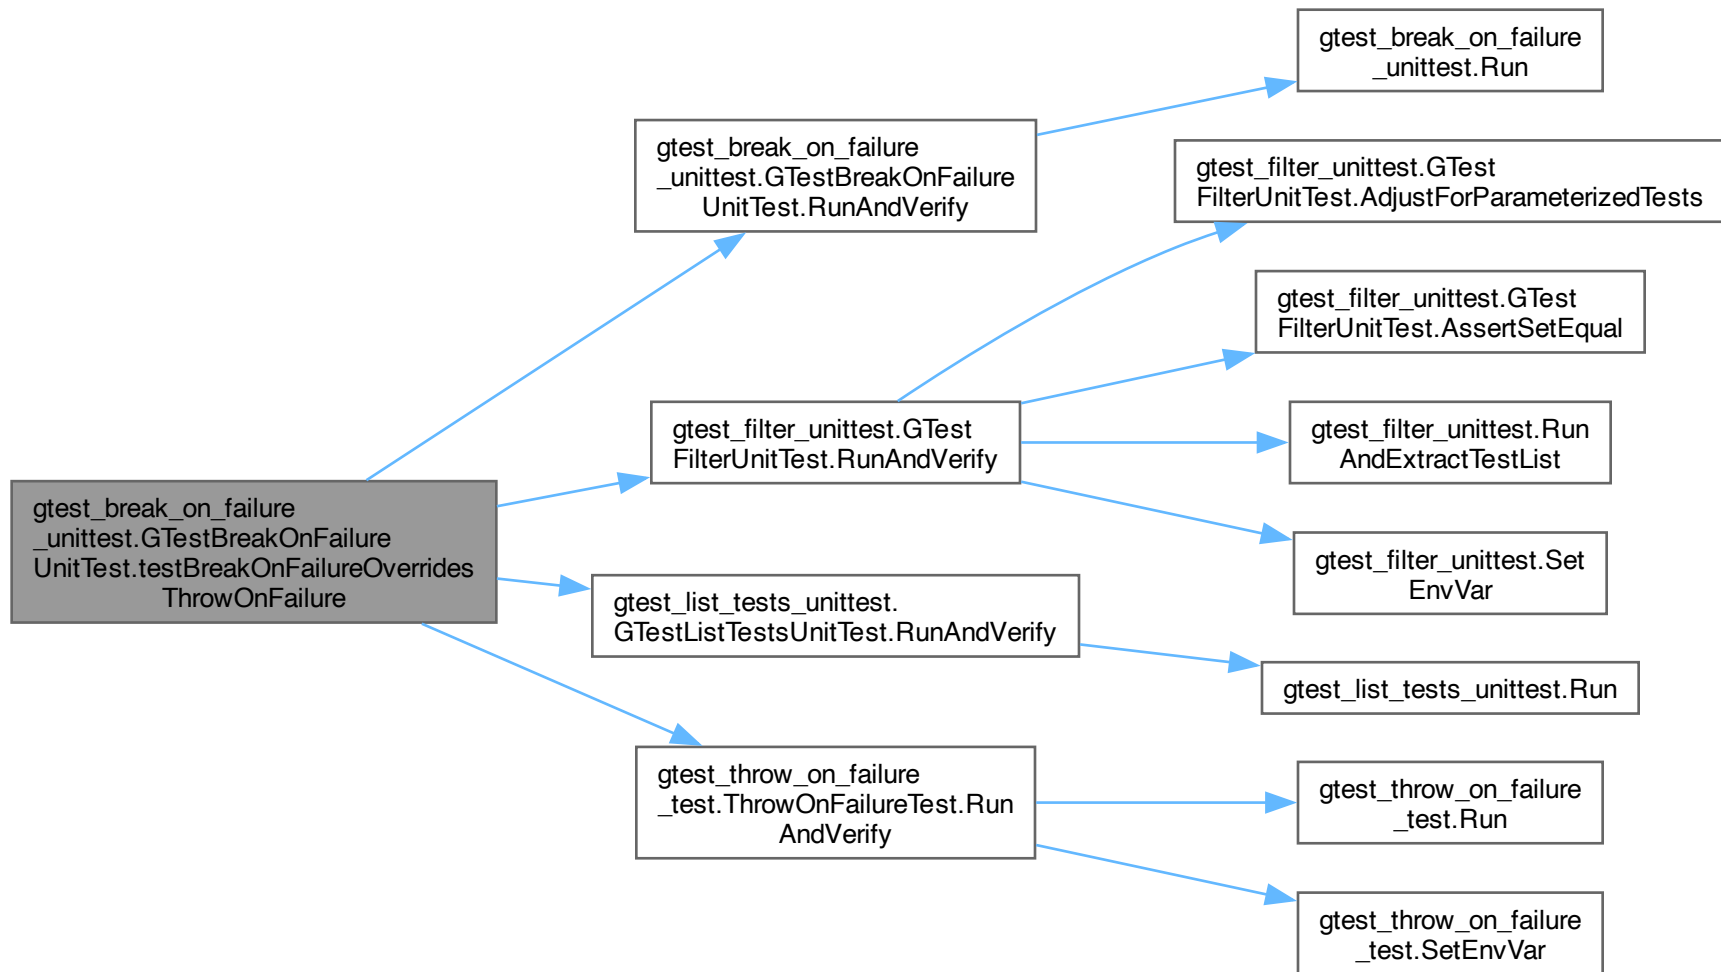 gtest_break_on_failure
_unittest.Run
gtest_break_on_failure
_unittest.GTestBreakOnFailure
UnitTest.RunAndVerify
gtest_filter_unittest.GTest
FilterUnitTest.AdjustForParameterizedTests
gtest_filter_unittest.GTest
FilterUnitTest.AssertSetEqual
gtest_filter_unittest.GTest
FilterUnitTest.RunAndVerify
gtest_filter_unittest.Run
AndExtractTestList
gtest_break_on_failure
_unittest.GTestBreakOnFailure
UnitTest.testBreakOnFailureOverrides
ThrowOnFailure
gtest_filter_unittest.Set
EnvVar
gtest_list_tests_unittest.
GTestListTestsUnitTest.RunAndVerify
gtest_list_tests_unittest.Run
gtest_throw_on_failure
_test.ThrowOnFailureTest.Run
AndVerify
gtest_throw_on_failure
_test.Run
gtest_throw_on_failure
_test.SetEnvVar